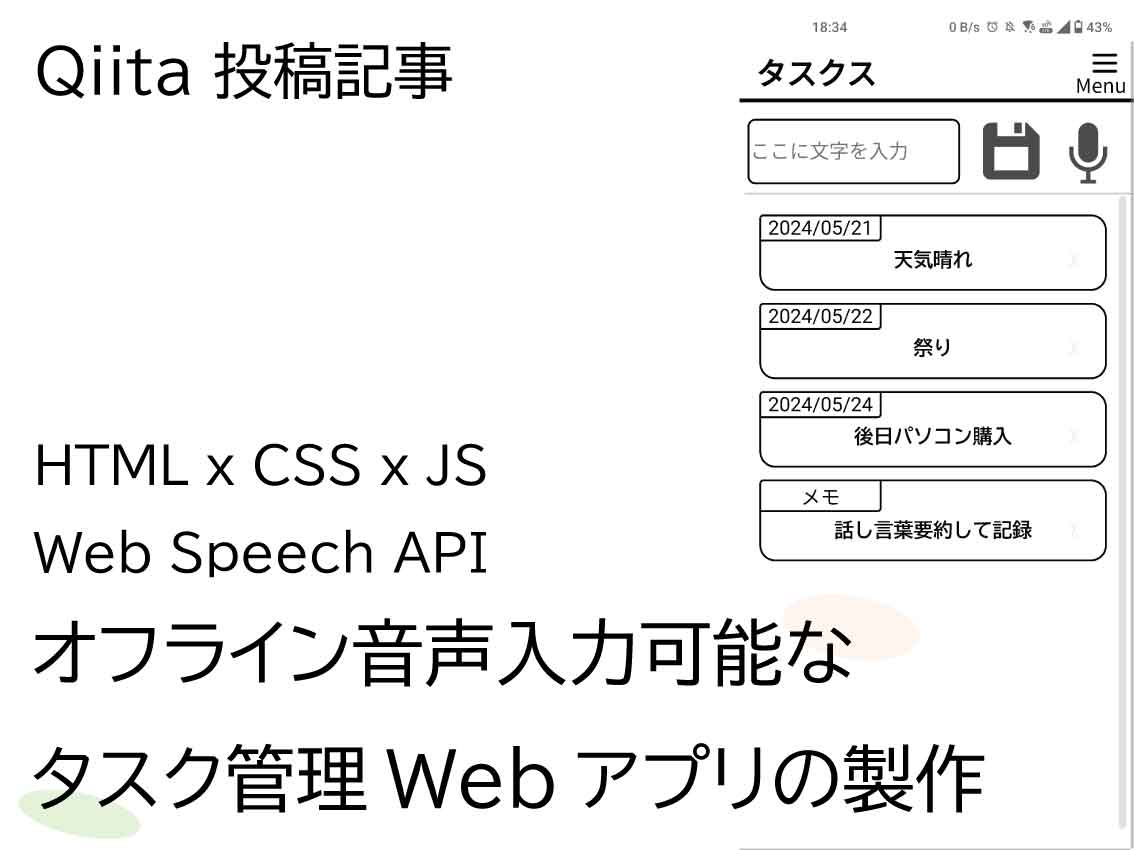 Qiita 投稿記事
HTML x CSS x JS
Web Speech API
オフライン音声入力可能な
タスク管理 Web アプリの製作
18:34
0 B/s
43%
タスクス
Menu
ここに文字を入力
2024/05/21
天気晴れ
2024/05/22
祭り
2024/05/24
後日パソコン購入
メモ
話し言葉要約して記録